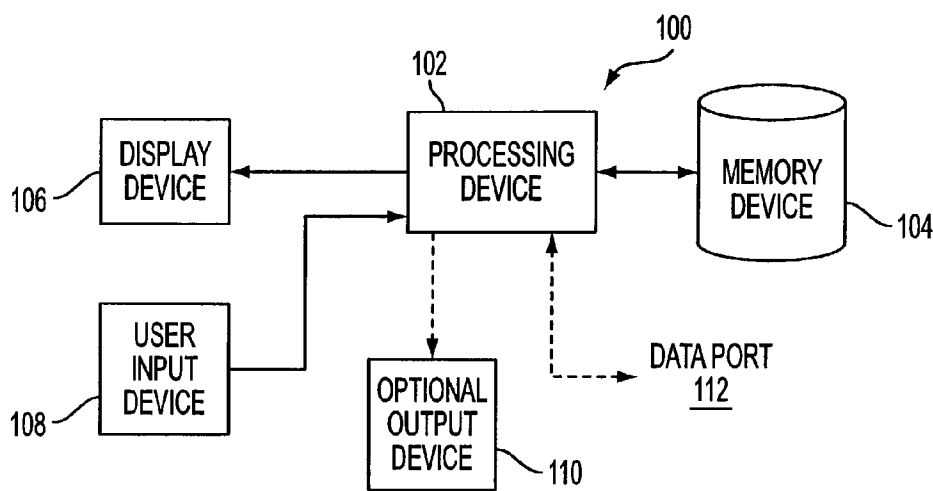 100
102
PROCESSING
DEVICE
DISPLAY
DEVICE
106
MEMORY
DEVICE
104
USER
INPUT
DEVICE
108
OPTIONAL
OUTPUT
DEVICE
110
DATA PORT
112